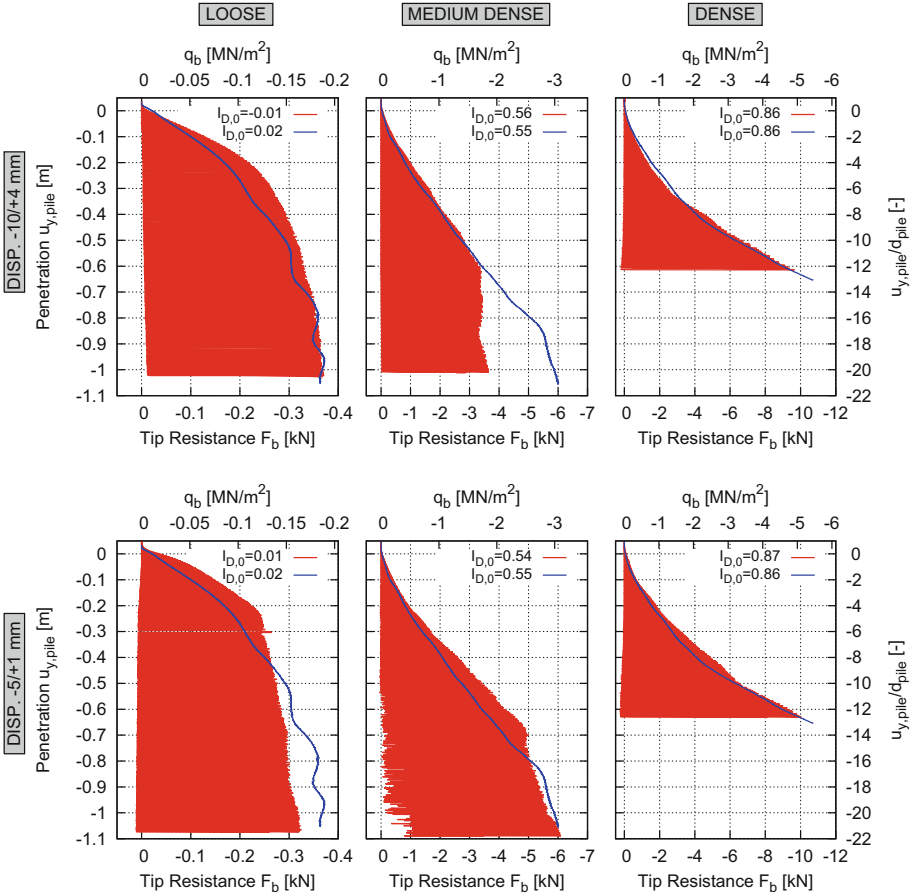 LOOSE MEDIUM DENSE DENSE
q_b [MN/m²] q_b [MN/m²] q_b [MN/m²]
0 -0.05 -0.1 -0.15 -0.2 0 -1 -2 -3 0 -1 -2 -3 -4 -5 -6
DISP. -10/+4 mm
Penetration u_y,pile [m]
0
-0.1
-0.2
-0.3
-0.4
-0.5
-0.6
-0.7
-0.8
-0.9
-1
-1.1
I_D,0=-0.01
I_D,0=0.02
I_D,0=0.56
I_D,0=0.55
I_D,0=0.86
I_D,0=0.86
0
-2
-4
-6
-8
-10
-12
-14
-16
-18
-20
-22
u_y,pile/d_pile [-]
0 -0.1 -0.2 -0.3 -0.4 0 -1 -2 -3 -4 -5 -6 -7 0 -2 -4 -6 -8 -10 -12
Tip Resistance F_b [kN] Tip Resistance F_b [kN] Tip Resistance F_b [kN]
q_b [MN/m²] q_b [MN/m²] q_b [MN/m²]
0 -0.05 -0.1 -0.15 -0.2 0 -1 -2 -3 0 -1 -2 -3 -4 -5 -6
DISP. -5/+1 mm
Penetration u_y,pile [m]
0
-0.1
-0.2
-0.3
-0.4
-0.5
-0.6
-0.7
-0.8
-0.9
-1
-1.1
I_D,0=0.01
I_D,0=0.02
I_D,0=0.54
I_D,0=0.55
I_D,0=0.87
I_D,0=0.86
0
-2
-4
-6
-8
-10
-12
-14
-16
-18
-20
-22
u_y,pile/d_pile [-]
0 -0.1 -0.2 -0.3 -0.4 0 -1 -2 -3 -4 -5 -6 -7 0 -2 -4 -6 -8 -10 -12
Tip Resistance F_b [kN] Tip Resistance F_b [kN] Tip Resistance F_b [kN]